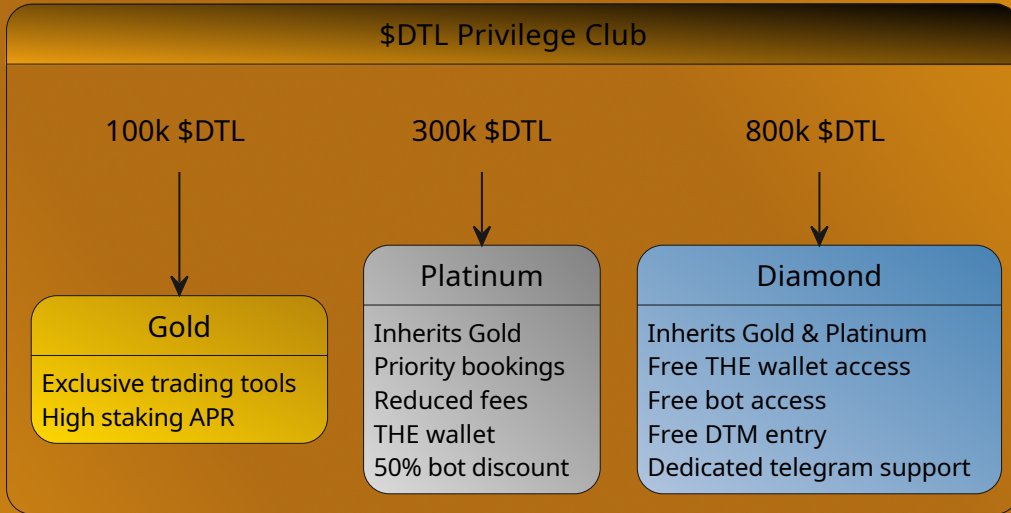 $DTL Privilege Club
100k $DTL
300k $DTL
800k $DTL
Gold
Exclusive trading tools
High staking APR
Platinum
Inherits Gold
Priority bookings
Reduced fees
THE wallet
50% bot discount
Diamond
Inherits Gold & Platinum
Free THE wallet access
Free bot access
Free DTM entry
Dedicated telegram support